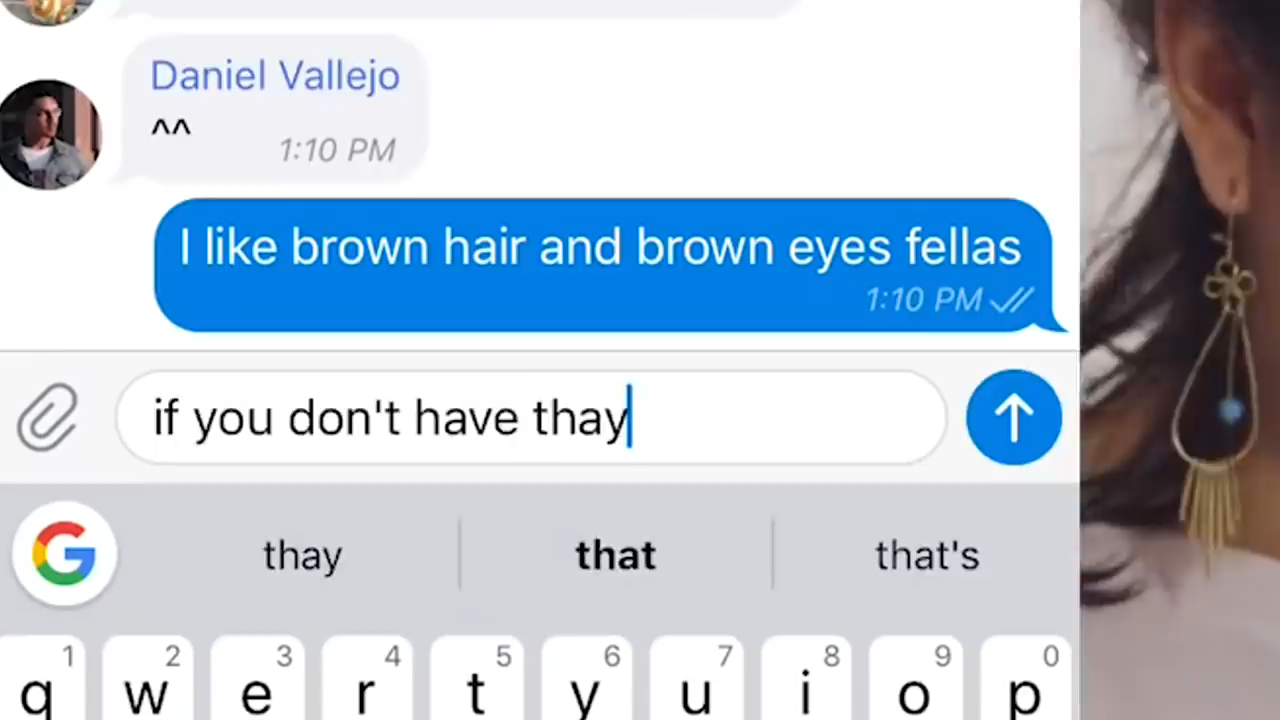 Daniel Vallejo
^^
1:10 PM
I like brown hair and brown eyes fellas
1:10 PM
if you don't have thay
G
thay that that's
1 2 3 4 5 6 7 8 9 0
q w e r t y u i o p